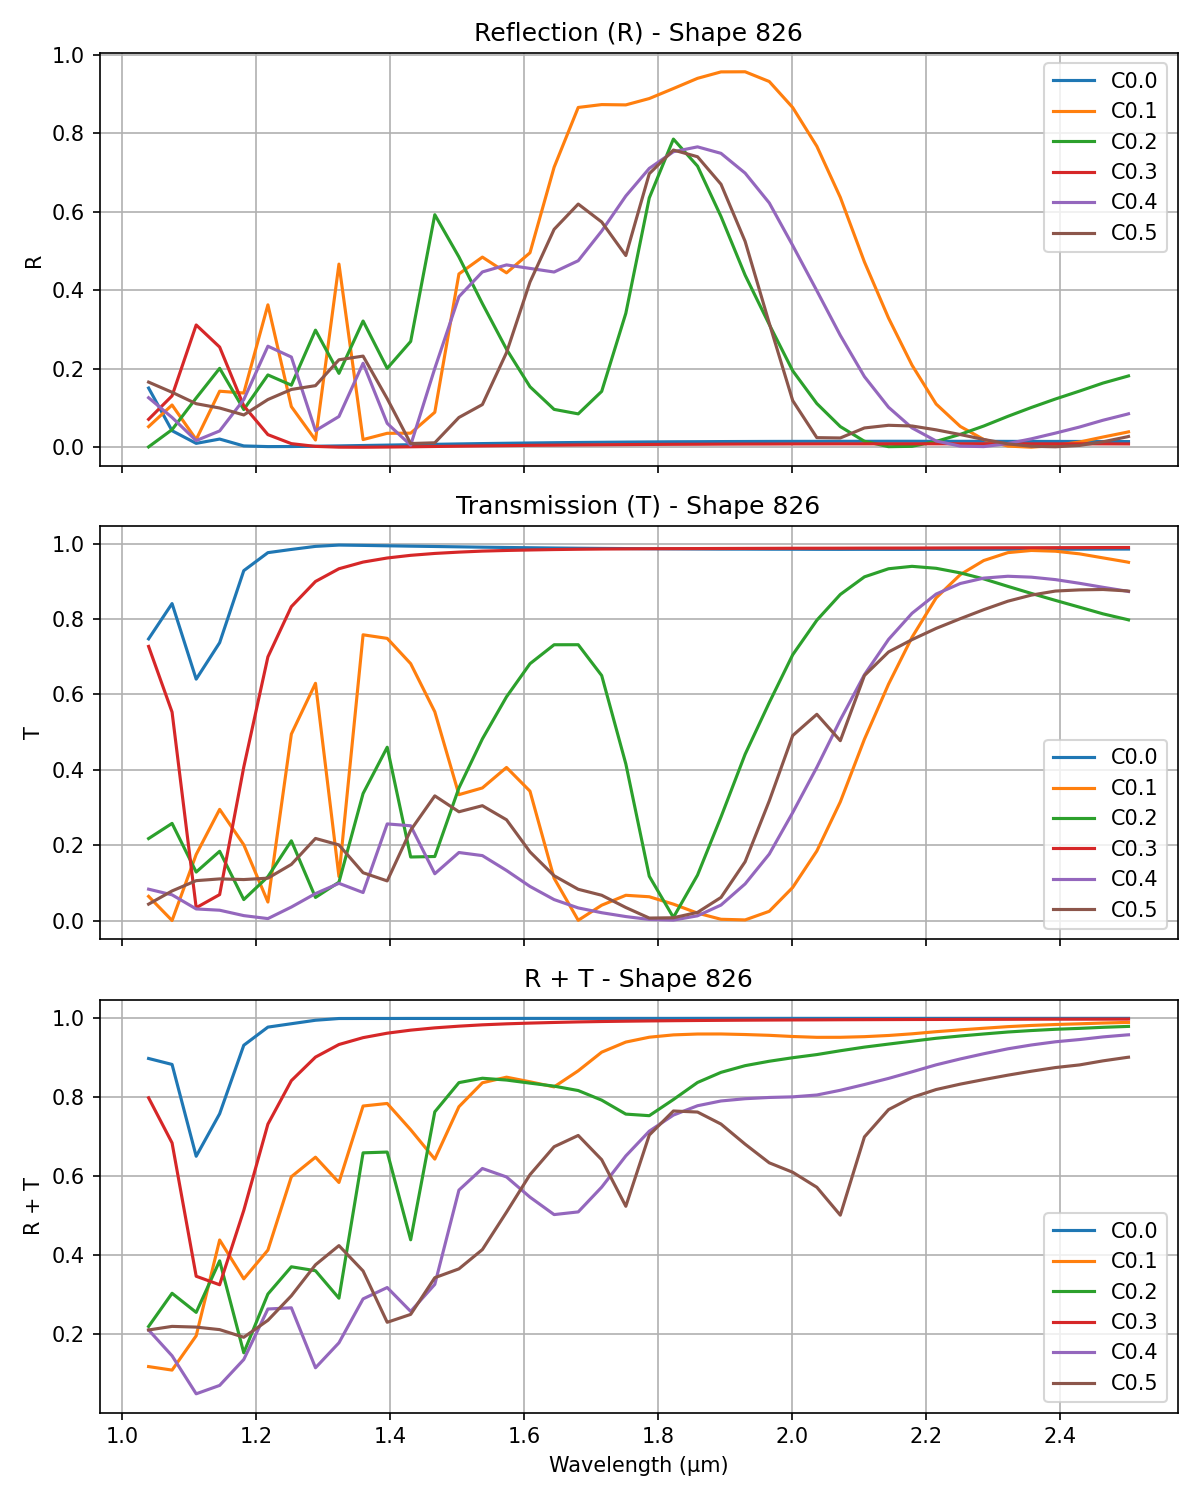 Reflection (R) - Shape 826
1.0
0.8
0.6
0.4
0.2
0.0
R
C0.0
C0.1
C0.2
C0.3
C0.4
C0.5
Transmission (T) - Shape 826
1.0
0.8
0.6
0.4
0.2
0.0
T
C0.0
C0.1
C0.2
C0.3
C0.4
C0.5
R + T - Shape 826
1.0
0.8
0.6
0.4
0.2
R + T
C0.0
C0.1
C0.2
C0.3
C0.4
C0.5
1.0 1.2 1.4 1.6 1.8 2.0 2.2 2.4
Wavelength (μm)